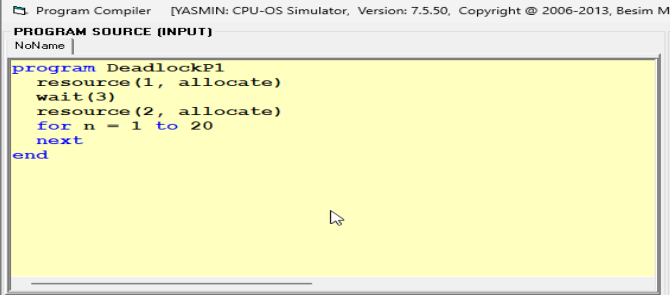 Program Compiler [YASMIN: CPU-OS Simulator, Version: 7.5.50, Copyright @ 2006-2013, Besim M
PROGRAM SOURCE (INPUT)
NoName
program DeadlockP1
resource(1, allocate)
wait(3)
resource(2, allocate)
for n = 1 to 20
next
end